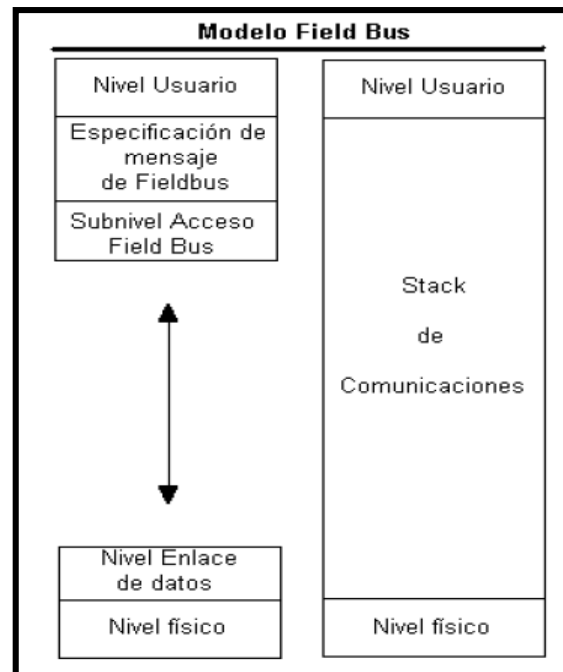 Modelo Field Bus
Nivel Usuario
Especificación de
mensaje
de Fieldbus
Subnivel Acceso
Field Bus
Nivel Enlace
de datos
Nivel físico
Nivel Usuario
Stack
de
Comunicaciones
Nivel físico